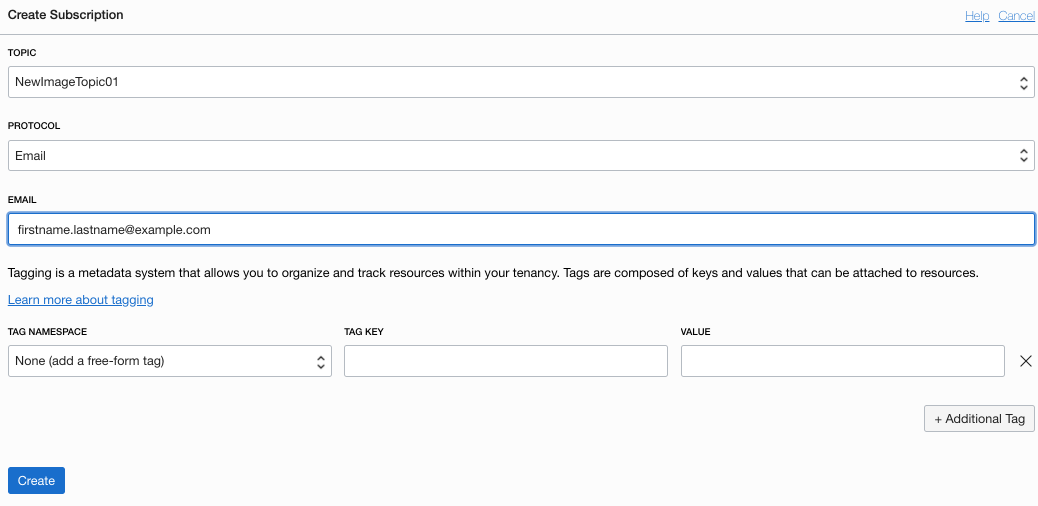 Create Subscription
Help Cancel
TOPIC
NewImageTopic01
PROTOCOL
Email
EMAIL
firstname.lastname@example.com
Tagging is a metadata system that allows you to organize and track resources within your tenancy. Tags are composed of keys and values that can be attached to resources.
Learn more about tagging
TAG NAMESPACE TAG KEY VALUE
None (add a free-form tag)
+ Additional Tag
Create